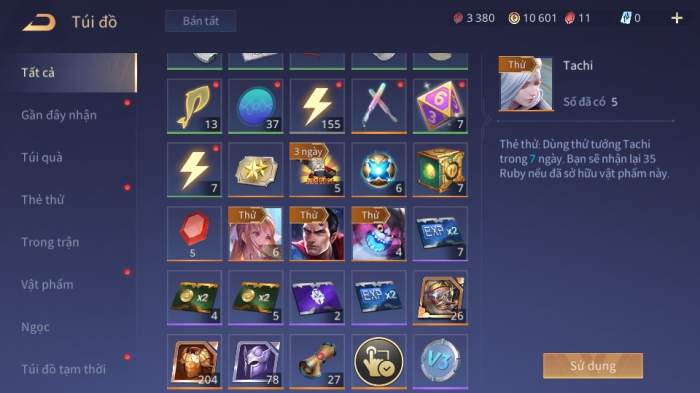 Túi đồ
Bán tất
3 380
10 601
11
0
Tất cả
Gần đây nhận
Túi quà
Thẻ thử
Trong trận
Vật phẩm
Ngọc
Túi đồ tạm thời
13
37
155
6
7
7
3 ngày
5
6
7
5
Thử
6
Thử
Thử
4
EXP x2
7
x2
4
x2
5
2
EXP x2
26
204
78
27
V3
Thử
Tachi
Số đã có 5
Thẻ thử: Dùng thử tướng Tachi
trong 7 ngày. Bạn sẽ nhận lại 35
Ruby nếu đã sở hữu vật phẩm này.
Sử dụng